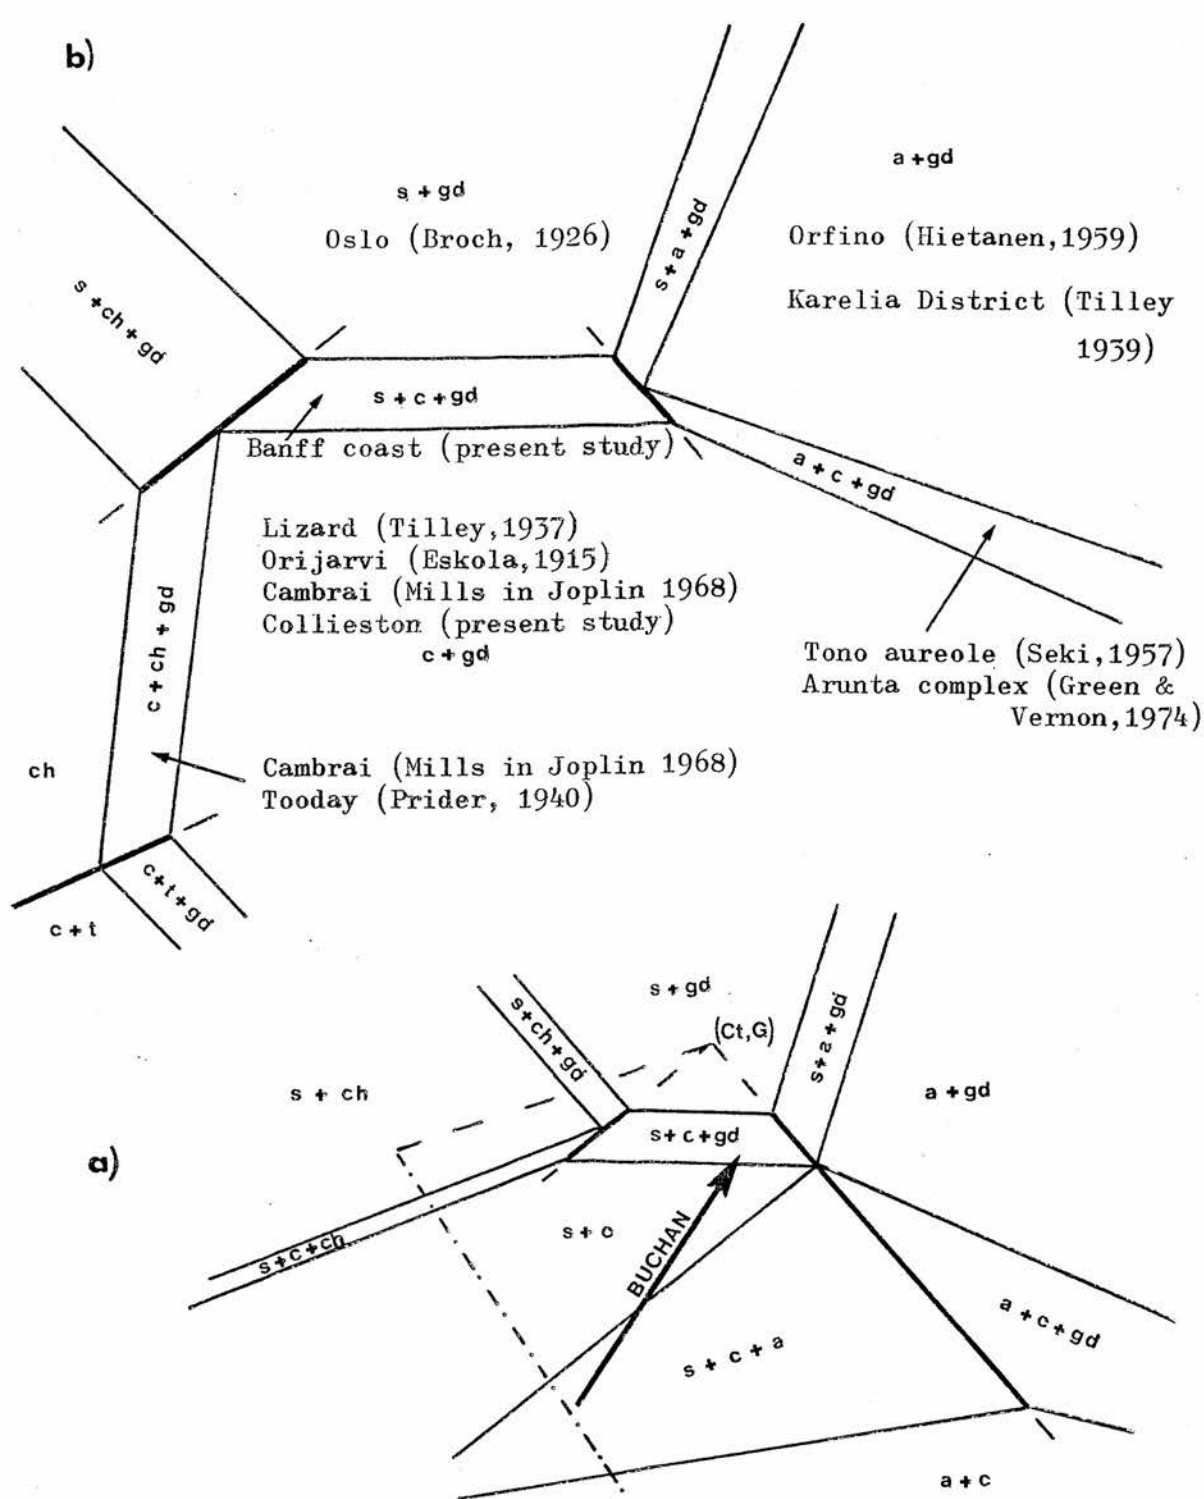 b)
s + gd
Oslo (Broch, 1926)
s + a + gd
a + gd
Orfino (Hietanen,1959)
Karelia District (Tilley
1939)
s + ch + gd
s + c + gd
Banff coast (present study)
a + c + gd
Lizard (Tilley,1937)
Orijarvi (Eskola,1915)
Cambrai (Mills in Joplin 1968)
Collieston (present study)
c + gd
Tono aureole (Seki,1957)
Arunta complex (Green &
Vernon,1974)
c + ch + gd
ch
Cambrai (Mills in Joplin 1968)
Tooday (Prider, 1940)
c + t + gd
c + t
a)
s + gd
(Ct,G)
s + ch + gd
s + a + gd
s + ch
a + gd
s + c + gd
s + c
s + c + ch
BUCHAN
a + c + gd
s + c + a
a + c